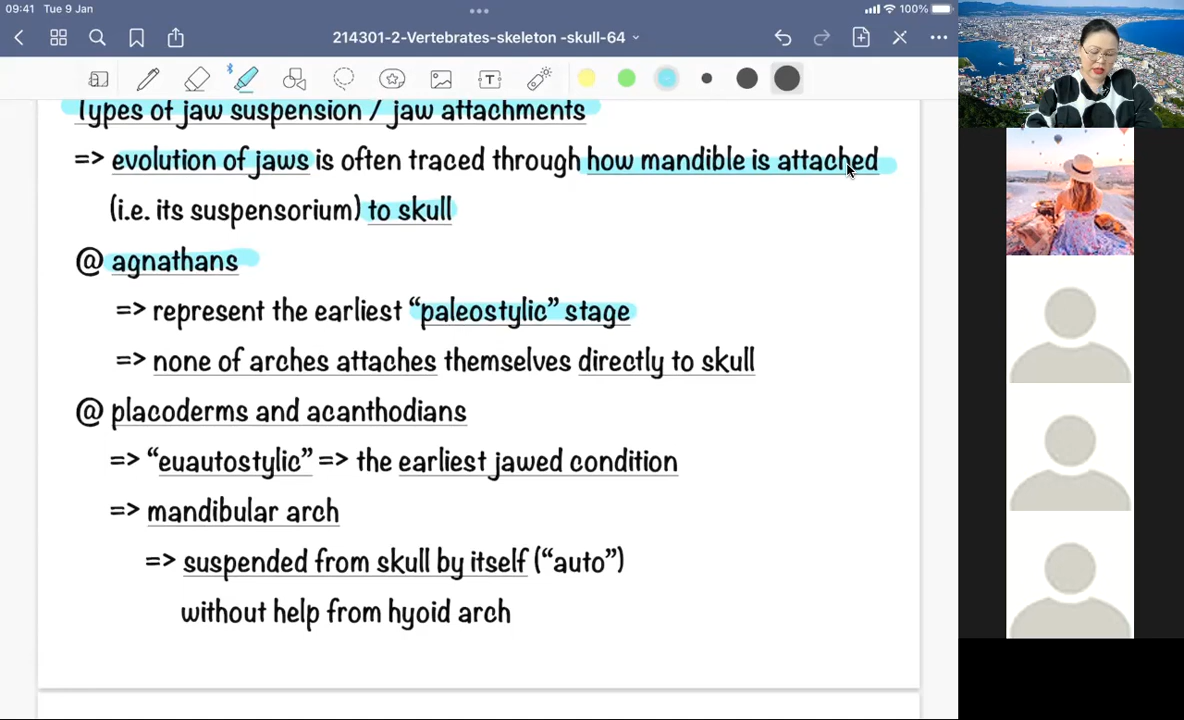 09:41 Tue 9 Jan
100%
214301-2-Vertebrates-skeleton -skull-64
Types of jaw suspension / jaw attachments
=> evolution of jaws is often traced through how mandible is attached
(i.e. its suspensorium) to skull
@ agnathans
=> represent the earliest “paleostylic” stage
=> none of arches attaches themselves directly to skull
@ placoderms and acanthodians
=> “euautostylic” => the earliest jawed condition
=> mandibular arch
=> suspended from skull by itself (“auto”)
without help from hyoid arch